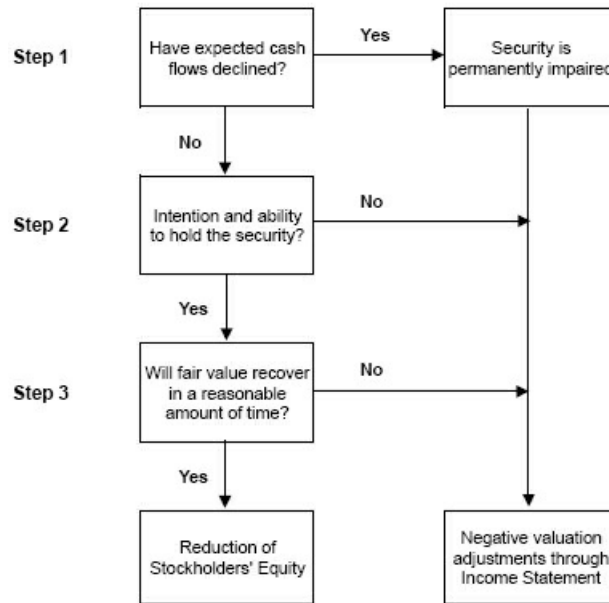 Step 1
Have expected cash
flows declined?
Yes
Security is
permanently impaired
No
Step 2
Intention and ability
to hold the security?
No
Yes
Step 3
Will fair value recover
in a reasonable
amount of time?
No
Yes
Reduction of
Stockholders' Equity
Negative valuation
adjustments through
Income Statement